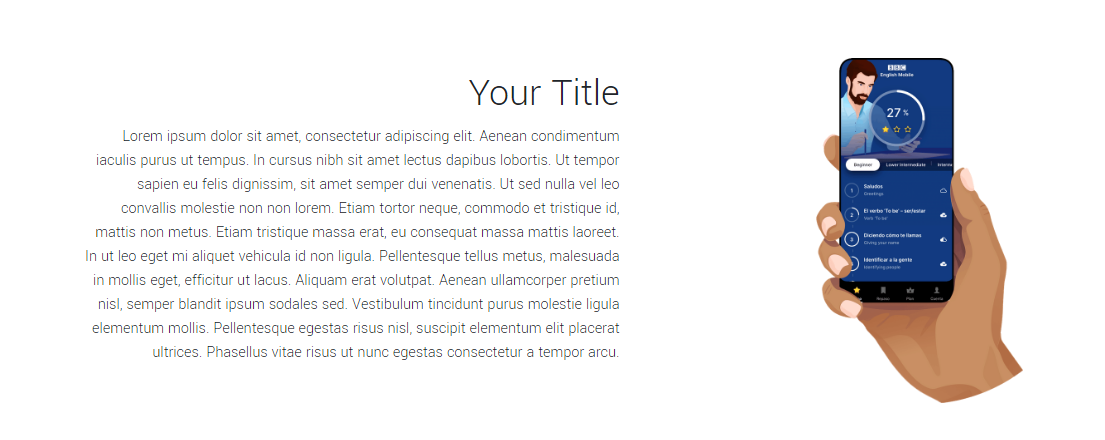 Your Title
Lorem ipsum dolor sit amet, consectetur adipiscing elit. Aenean condimentum
iaculis purus ut tempus. In cursus nibh sit amet lectus dapibus lobortis. Ut tempor
sapien eu felis dignissim, sit amet semper dui venenatis. Ut sed nulla vel leo
convallis molestie non non lorem. Etiam tortor neque, commodo et tristique id,
mattis non metus. Etiam tristique massa erat, eu consequat massa mattis laoreet.
In ut leo eget mi aliquet vehicula id non ligula. Pellentesque tellus metus, malesuada
in mollis eget, efficitur ut lacus. Aliquam erat volutpat. Aenean ullamcorper pretium
nisl, semper blandit ipsum sodales sed. Vestibulum tincidunt purus molestie ligula
elementum mollis. Pellentesque egestas risus nisl, suscipit elementum elit placerat
ultrices. Phasellus vitae risus ut nunc egestas consectetur a tempor arcu.
BBC
English Mobile
27 %
Beginner Lower Intermediate Interme
1 Saludos
Greetings
2 El verbo 'To be' – ser/estar
Verb 'To be'
3 Diciendo cómo te llamas
Giving your name
Identificar a la gente
Identifying people